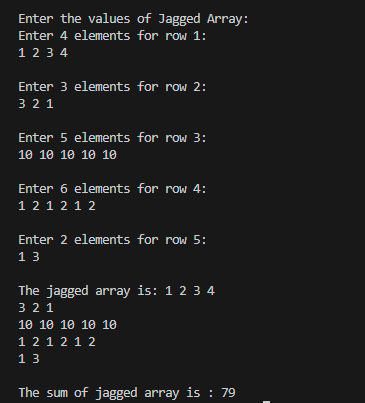 Enter the values of Jagged Array:
Enter 4 elements for row 1:
1 2 3 4
Enter 3 elements for row 2:
3 2 1
Enter 5 elements for row 3:
10 10 10 10 10
Enter 6 elements for row 4:
1 2 1 2 1 2
Enter 2 elements for row 5:
1 3
The jagged array is: 1 2 3 4
3 2 1
10 10 10 10 10
1 2 1 2 1 2
1 3
The sum of jagged array is : 79